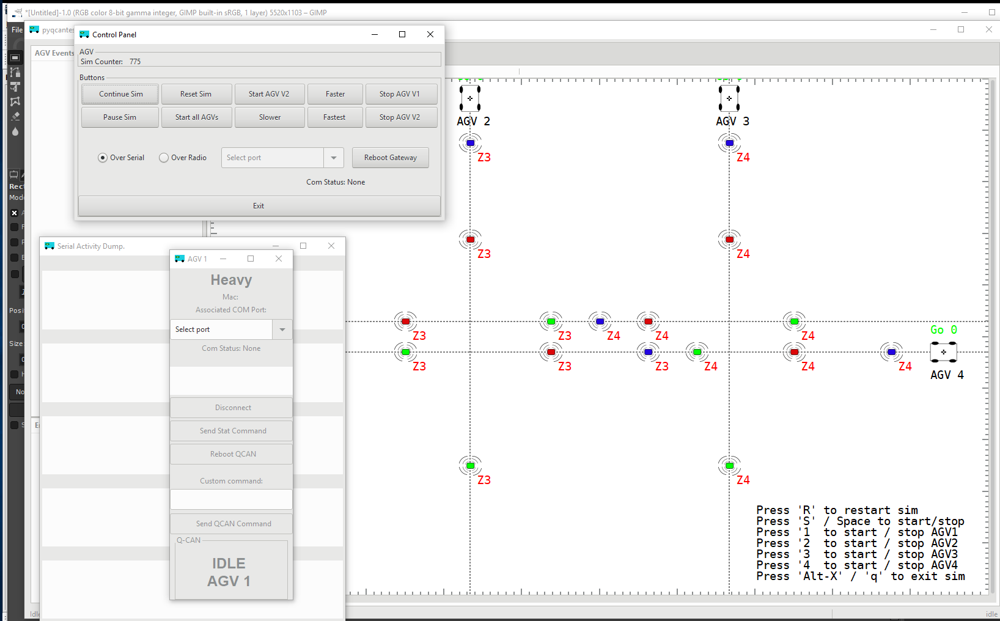 *[Untitled]-1.0 (RGB color 8-bit gamma integer, GIMP built-in sRGB, 1 layer) 5520x1103 – GIMP
File
pyqcantes
AGV Events
Control Panel
AGV
Sim Counter: 775
Buttons
Continue Sim
Reset Sim
Start AGV V2
Faster
Stop AGV V1
Pause Sim
Start all AGVs
Slower
Fastest
Stop AGV V2
Over Serial
Over Radio
Select port
Reboot Gateway
Com Status: None
Exit
Rect
Mode
Posi
Size
No
Serial Activity Dump.
AGV 1
Heavy
Mac:
Associated COM Port:
Select port
Com Status: None
Disconnect
Send Stat Command
Reboot QCAN
Custom command:
Send QCAN Command
Q-CAN
IDLE
AGV 1
AGV 2
AGV 3
Z3
Z4
Z3
Z4
Z3
Z3
Z4
Z4
Z4
Go 0
Z3
Z3
Z3
Z4
Z4
Z4
AGV 4
Z3
Z4
Press 'R' to restart sim
Press 'S' / Space to start/stop
Press '1  to start / stop AGV1
Press '2  to start / stop AGV2
Press '3  to start / stop AGV3
Press '4  to start / stop AGV4
Press 'Alt-X' / 'q' to exit sim
Idle
idle